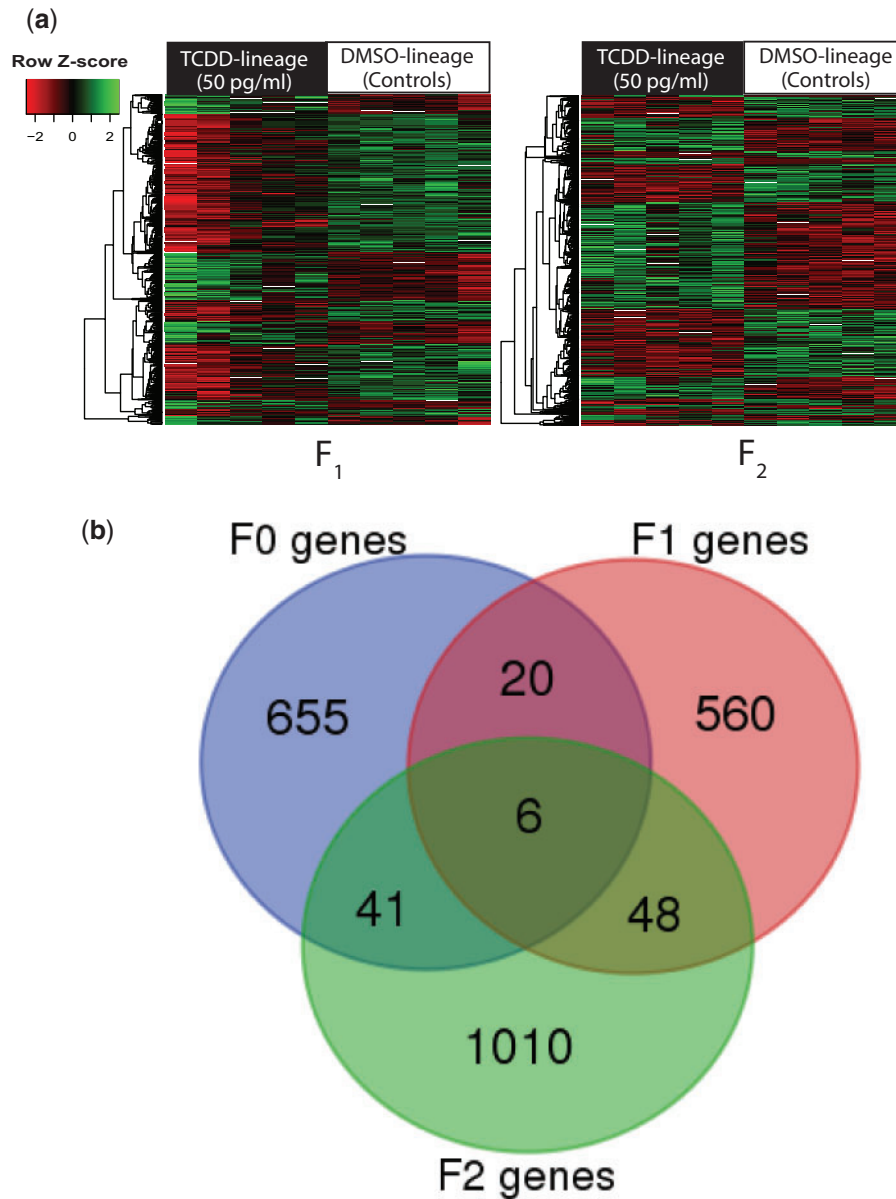 (a)
Row Z-score
−2 0 2
TCDD-lineage
(50 pg/ml)
DMSO-lineage
(Controls)
TCDD-lineage
(50 pg/ml)
DMSO-lineage
(Controls)
F1
F2
(b)
F0 genes
F1 genes
20
655
560
6
41
48
1010
F2 genes